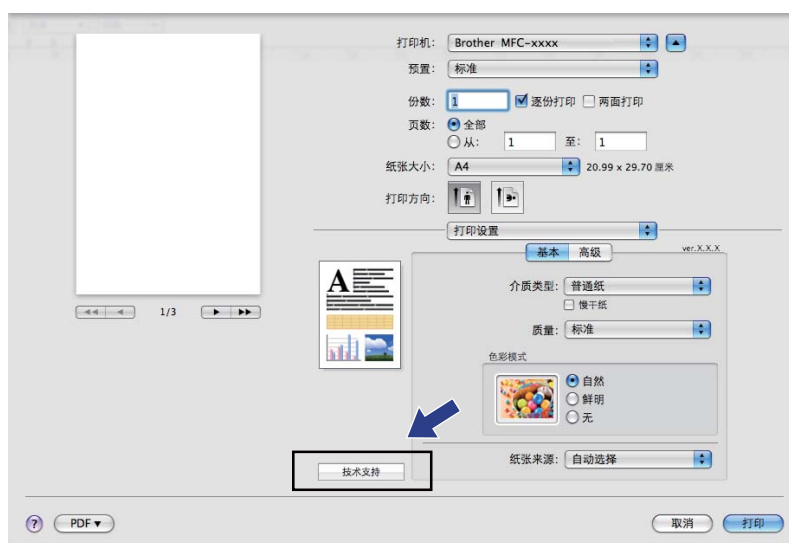 打印机: Brother MFC-xxxx
预置: 标准
份数: 1 逐份打印 两面打印
页数: 全部
从: 1 至: 1
纸张大小: A4 20.99 x 29.70 厘米
打印方向:
打印设置
基本 高级 ver.X.X.X
A
介质类型: 普通纸
慢干纸
1/3
质量: 标准
色彩模式
自然
鲜明
无
纸张来源: 自动选择
技术支持
? PDF▼ 取消 打印